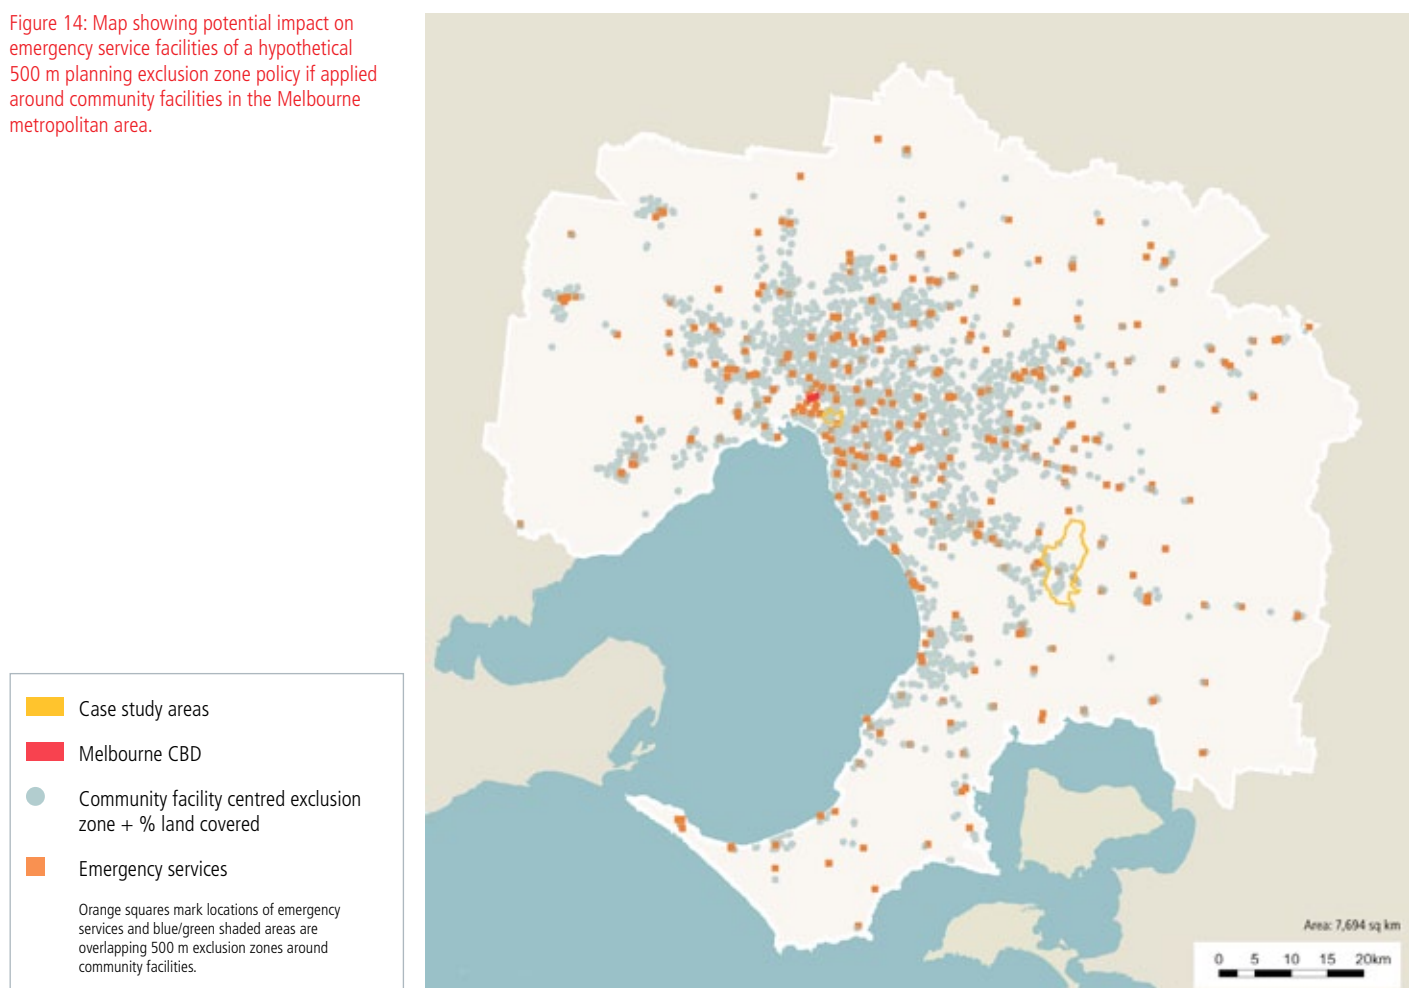 Figure 14: Map showing potential impact on
emergency service facilities of a hypothetical
500 m planning exclusion zone policy if applied
around community facilities in the Melbourne
metropolitan area.
Case study areas
Melbourne CBD
Community facility centred exclusion
zone + % land covered
Emergency services
Orange squares mark locations of emergency
services and blue/green shaded areas are
overlapping 500 m exclusion zones around
community facilities.
Area: 7,694 sq km
0 5 10 15 20km